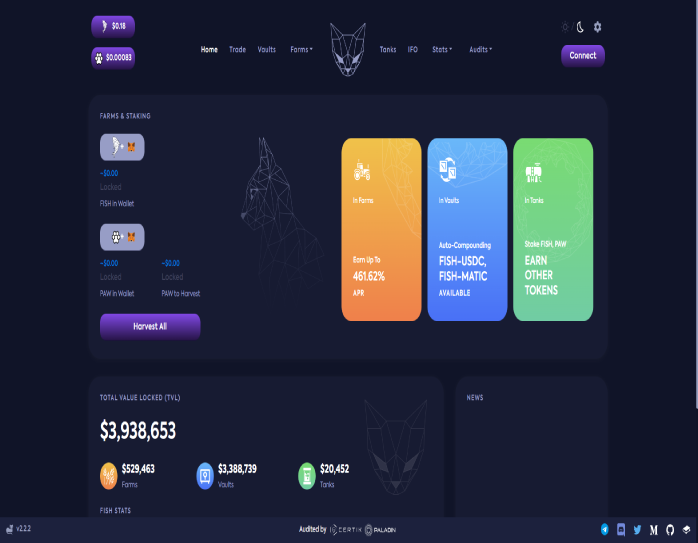 $0.18
$0.00083
Home
Trade
Vaults
Farms
Tanks
IFO
Stats
Audits
Connect
FARMS & STAKING
~$0.00
Locked
FISH in Wallet
~$0.00
~$0.00
Locked
Locked
PAW in Wallet
PAW to Harvest
Harvest All
in Farms
Earn Up To
461.62%
APR
in Vaults
Auto-Compounding
FISH-USDC,
FISH-MATIC
AVAILABLE
in Tanks
Stake FISH, PAW
EARN
OTHER
TOKENS
TOTAL VALUE LOCKED (TVL)
$3,938,653
$529,463
Farms
$3,388,739
Vaults
$20,452
Tanks
FISH STATS
NEWS
v2.2.2
Audited by CERTIK PALADIN